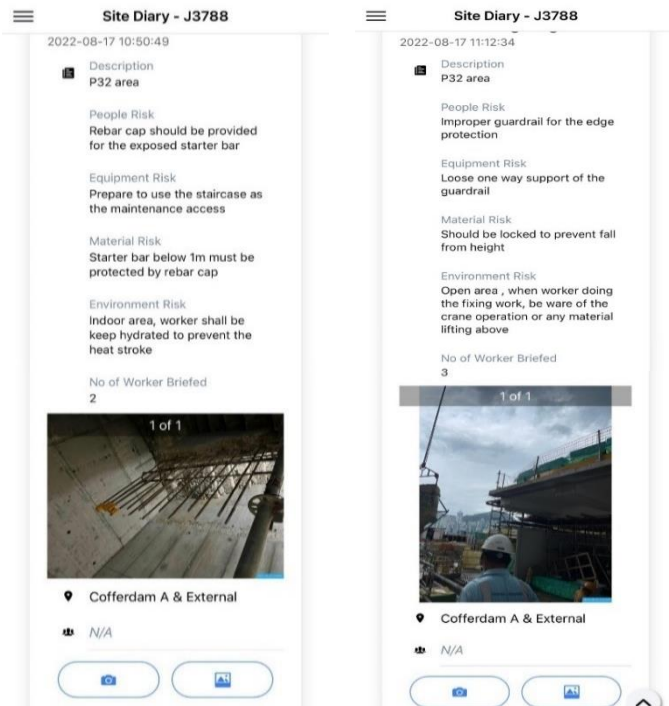 Site Diary - J3788
2022-08-17 10:50:49
Description
P32 area
People Risk
Rebar cap should be provided
for the exposed starter bar
Equipment Risk
Prepare to use the staircase as
the maintenance access
Material Risk
Starter bar below 1m must be
protected by rebar cap
Environment Risk
Indoor area, worker shall be
keep hydrated to prevent the
heat stroke
No of Worker Briefed
2
1 of 1
Cofferdam A & External
N/A
Site Diary - J3788
2022-08-17 11:12:34
Description
P32 area
People Risk
Improper guardrail for the edge
protection
Equipment Risk
Loose one way support of the
guardrail
Material Risk
Should be locked to prevent fall
from height
Environment Risk
Open area , when worker doing
the fixing work, be ware of the
crane operation or any material
lifting above
No of Worker Briefed
3
1 of 1
Cofferdam A & External
N/A